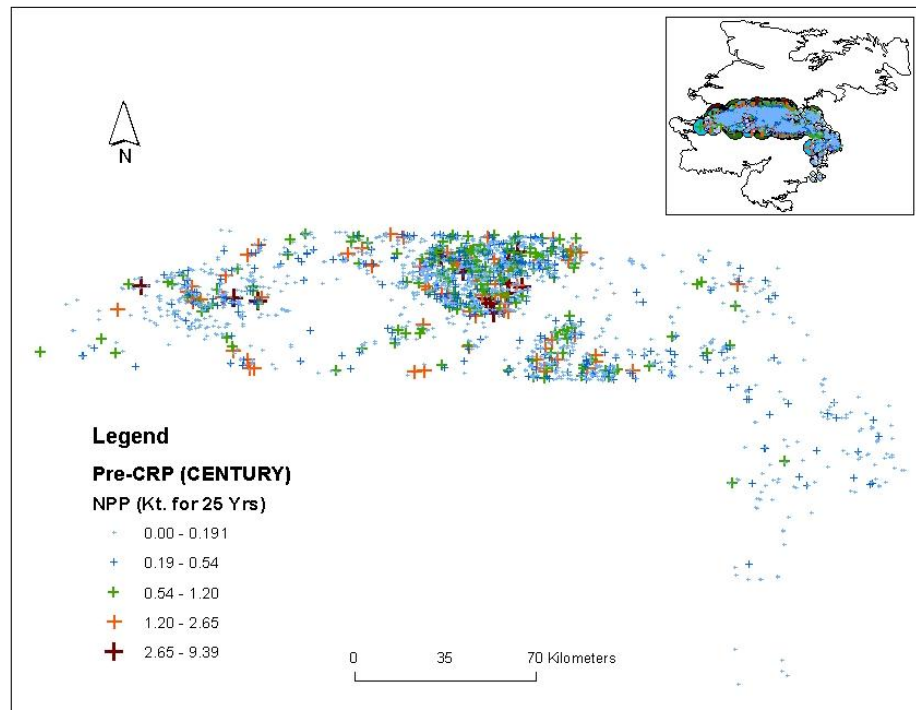 N
Legend
Pre-CRP (CENTURY)
NPP (Kt. for 25 Yrs)
0.00 - 0.191
0.19 - 0.54
0.54 - 1.20
1.20 - 2.65
2.65 - 9.39
0 35 70 Kilometers